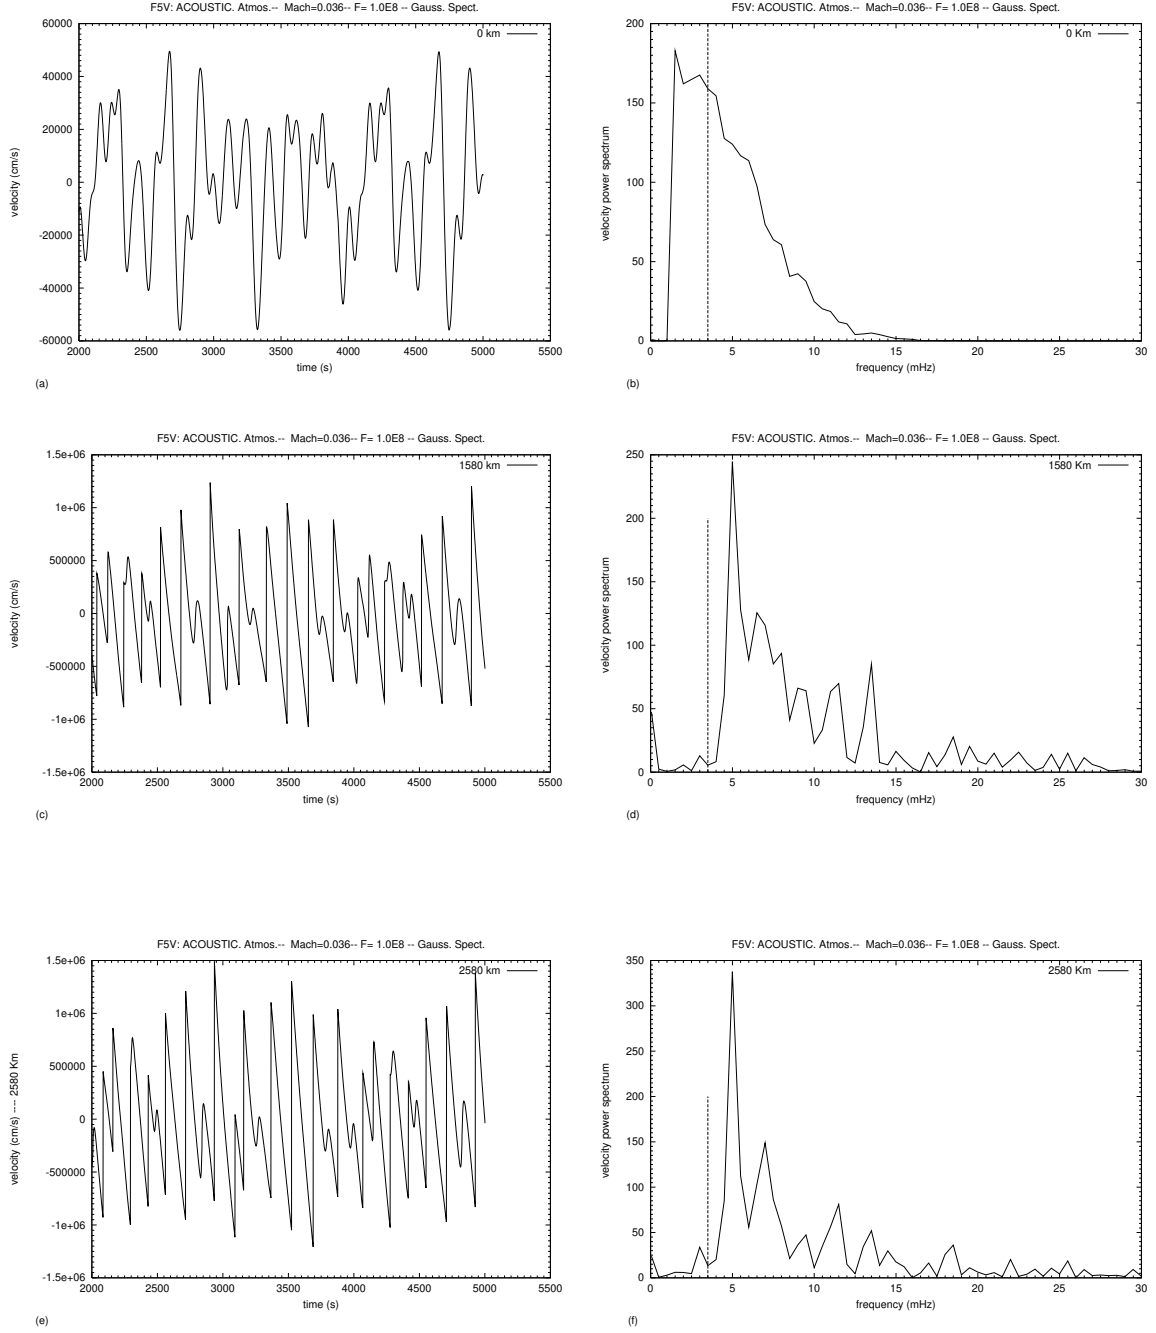 F5V: ACOUSTIC. Atmos.-- Mach=0.036-- F= 1.0E8 -- Gauss. Spect.
0 km
60000
40000
20000
0
-20000
-40000
-60000
velocity (cm/s)
2000 2500 3000 3500 4000 4500 5000 5500
time (s)
(a)
F5V: ACOUSTIC. Atmos.-- Mach=0.036-- F= 1.0E8 -- Gauss. Spect.
0 Km
200
150
100
50
0
velocity power spectrum
0 5 10 15 20 25 30
frequency (mHz)
(b)
F5V: ACOUSTIC. Atmos.-- Mach=0.036-- F= 1.0E8 -- Gauss. Spect.
1580 km
1.5e+06
1e+06
500000
0
-500000
-1e+06
-1.5e+06
velocity (cm/s)
2000 2500 3000 3500 4000 4500 5000 5500
time (s)
(c)
F5V: ACOUSTIC. Atmos.-- Mach=0.036-- F= 1.0E8 -- Gauss. Spect.
1580 Km
250
200
150
100
50
0
velocity power spectrum
0 5 10 15 20 25 30
frequency (mHz)
(d)
F5V: ACOUSTIC. Atmos.-- Mach=0.036-- F= 1.0E8 -- Gauss. Spect.
2580 km
1.5e+06
1e+06
500000
0
-500000
-1e+06
-1.5e+06
velocity (cm/s) ---- 2580 Km
2000 2500 3000 3500 4000 4500 5000 5500
time (s)
(e)
F5V: ACOUSTIC. Atmos.-- Mach=0.036-- F= 1.0E8 -- Gauss. Spect.
2580 Km
350
300
250
200
150
100
50
0
velocity power spectrum
0 5 10 15 20 25 30
frequency (mHz)
(f)